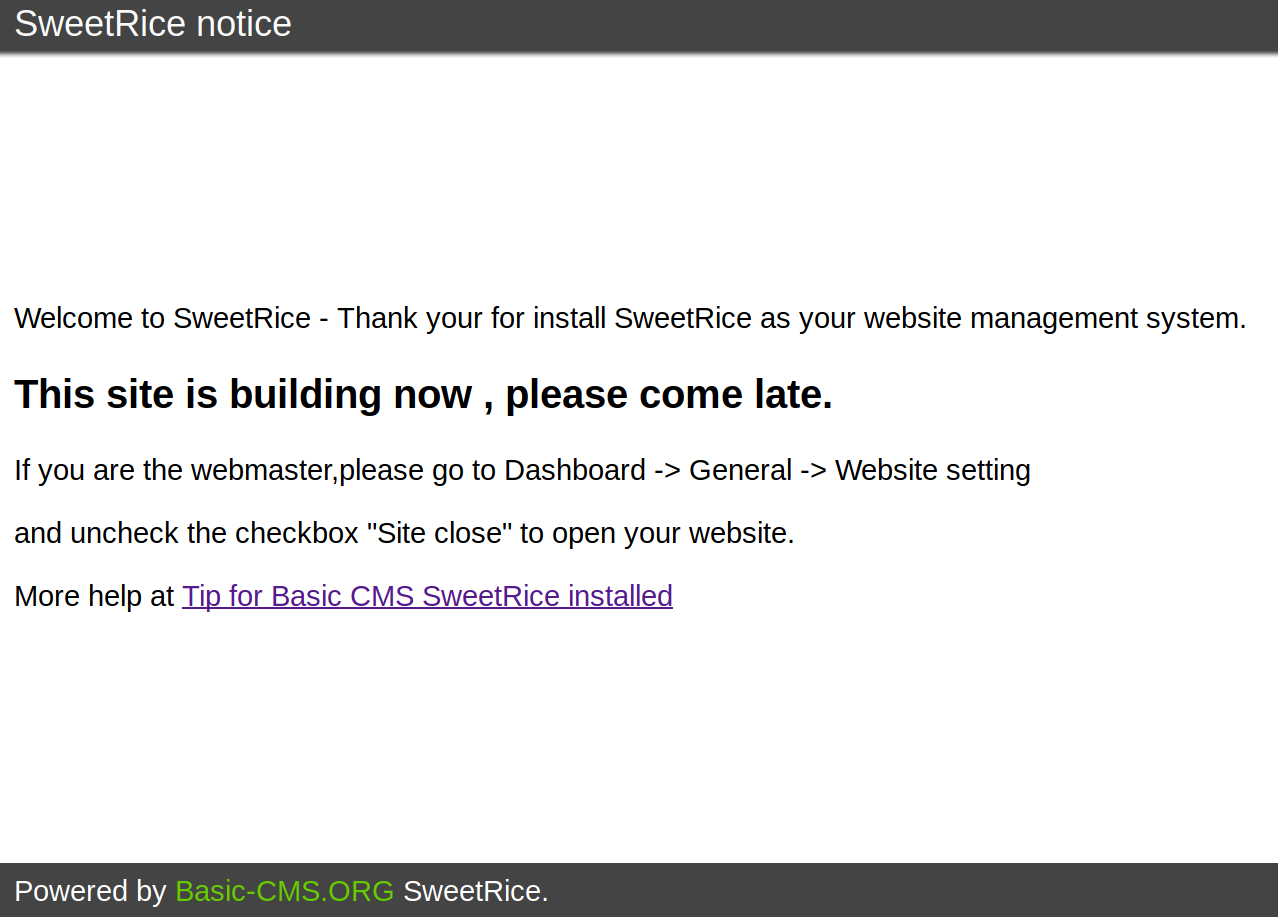 SweetRice notice
Welcome to SweetRice - Thank your for install SweetRice as your website management system.
This site is building now , please come late.
If you are the webmaster,please go to Dashboard -> General -> Website setting
and uncheck the checkbox "Site close" to open your website.
More help at Tip for Basic CMS SweetRice installed
Powered by Basic-CMS.ORG SweetRice.